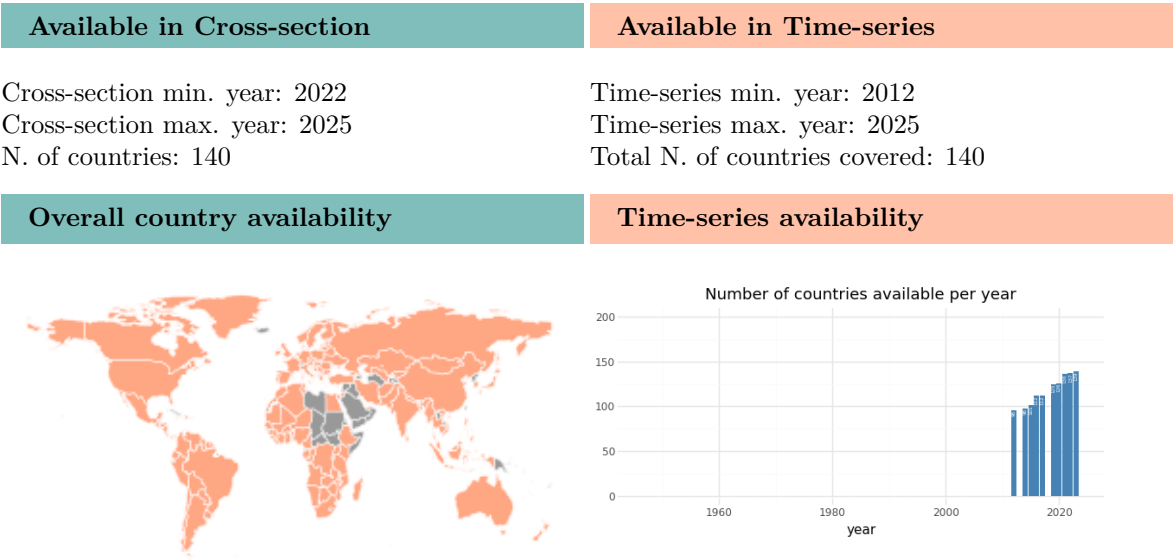 Available in Cross-section
Available in Time-series
Cross-section min. year: 2022
Cross-section max. year: 2025
N. of countries: 140
Time-series min. year: 2012
Time-series max. year: 2025
Total N. of countries covered: 140
Overall country availability
Time-series availability
Number of countries available per year
200
150
100
50
0
1960
1980
2000
2020
year